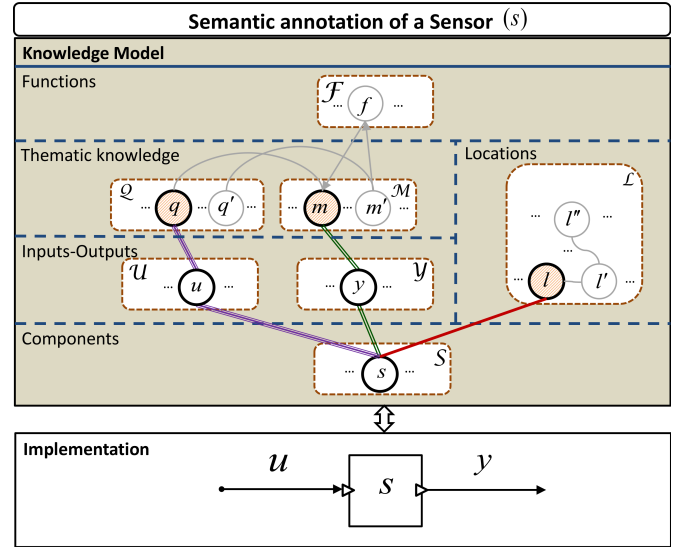 Semantic annotation of a Sensor (s)
Knowledge Model
Functions
ℱ
... f ...
Thematic knowledge
Locations
𝒬
... q ... q′ ...
ℳ
... m ... m′ ...
ℒ
... l″ ...
...
... l l′
Inputs-Outputs
𝒰
... u ...
𝒴
... y ...
Components
𝒮
... s ...
Implementation
u
s
y